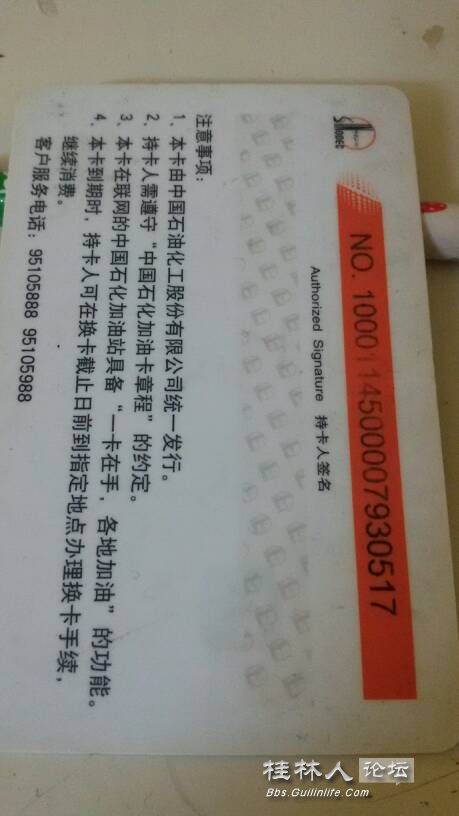 Sinopec
NO. 1000114500007930517
Authorized Signature 持卡人签名
注意事项：
1、本卡由中国石油化工股份有限公司统一发行。
2、持卡人需遵守“中国石化加油卡章程”的约定。
3、本卡在联网的中国石化加油站具备“一卡在手，各地加油”的功能。
4、本卡到期时，持卡人可在换卡截止日前到指定地点办理换卡手续，
继续消费。
客户服务电话：95105888 95105988
桂林人论坛
Bbs.Guilinlife.Com